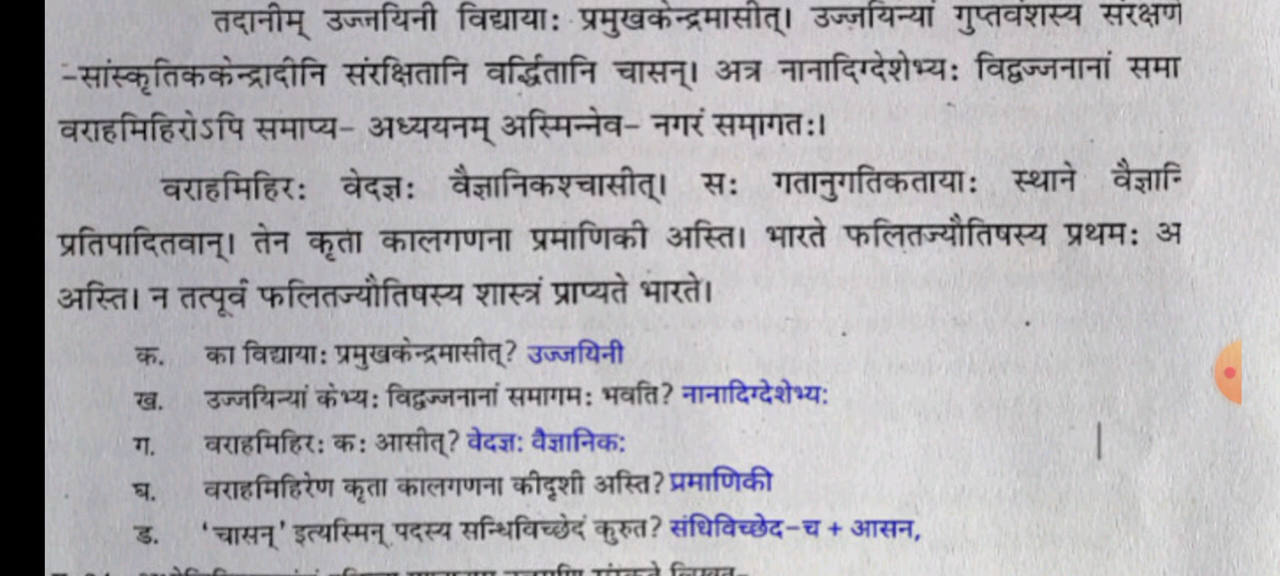 तदानीम् उज्जयिनी विद्यायाः प्रमुखकेन्द्रमासीत्। उज्जयिन्यां गुप्तवंशस्य संरक्षण
-सांस्कृतिककेन्द्रादीनि संरक्षितानि वर्द्धितानि चासन्। अत्र नानादिग्देशेभ्यः विद्वज्जनानां समा
वराहमिहिरोऽपि समाप्य- अध्ययनम् अस्मिन्नेव- नगरं समागतः।
वराहमिहिरः वेदज्ञः वैज्ञानिकश्चासीत्। सः गतानुगतिकतायाः स्थाने वैज्ञानि
प्रतिपादितवान्। तेन कृता कालगणना प्रमाणिकी अस्ति। भारते फलितज्यौतिषस्य प्रथमः अ
अस्ति। न तत्पूर्वं फलितज्यौतिषस्य शास्त्रं प्राप्यते भारते।
क. का विद्यायाः प्रमुखकेन्द्रमासीत्? उज्जयिनी
ख. उज्जयिन्यां केभ्यः विद्वज्जनानां समागमः भवति? नानादिग्देशेभ्यः
ग. वराहमिहिरः कः आसीत्? वेदज्ञः वैज्ञानिकः
घ. वराहमिहिरेण कृता कालगणना कीदृशी अस्ति? प्रमाणिकी
ड. 'चासन्' इत्यस्मिन् पदस्य सन्धिविच्छेदं कुरुत? संधिविच्छेद-च + आसन,